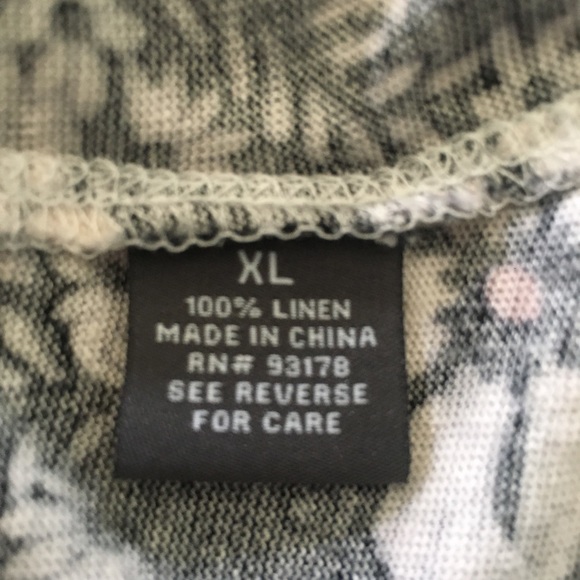 XL
100% LINEN
MADE IN CHINA
RN# 93178
SEE REVERSE
FOR CARE